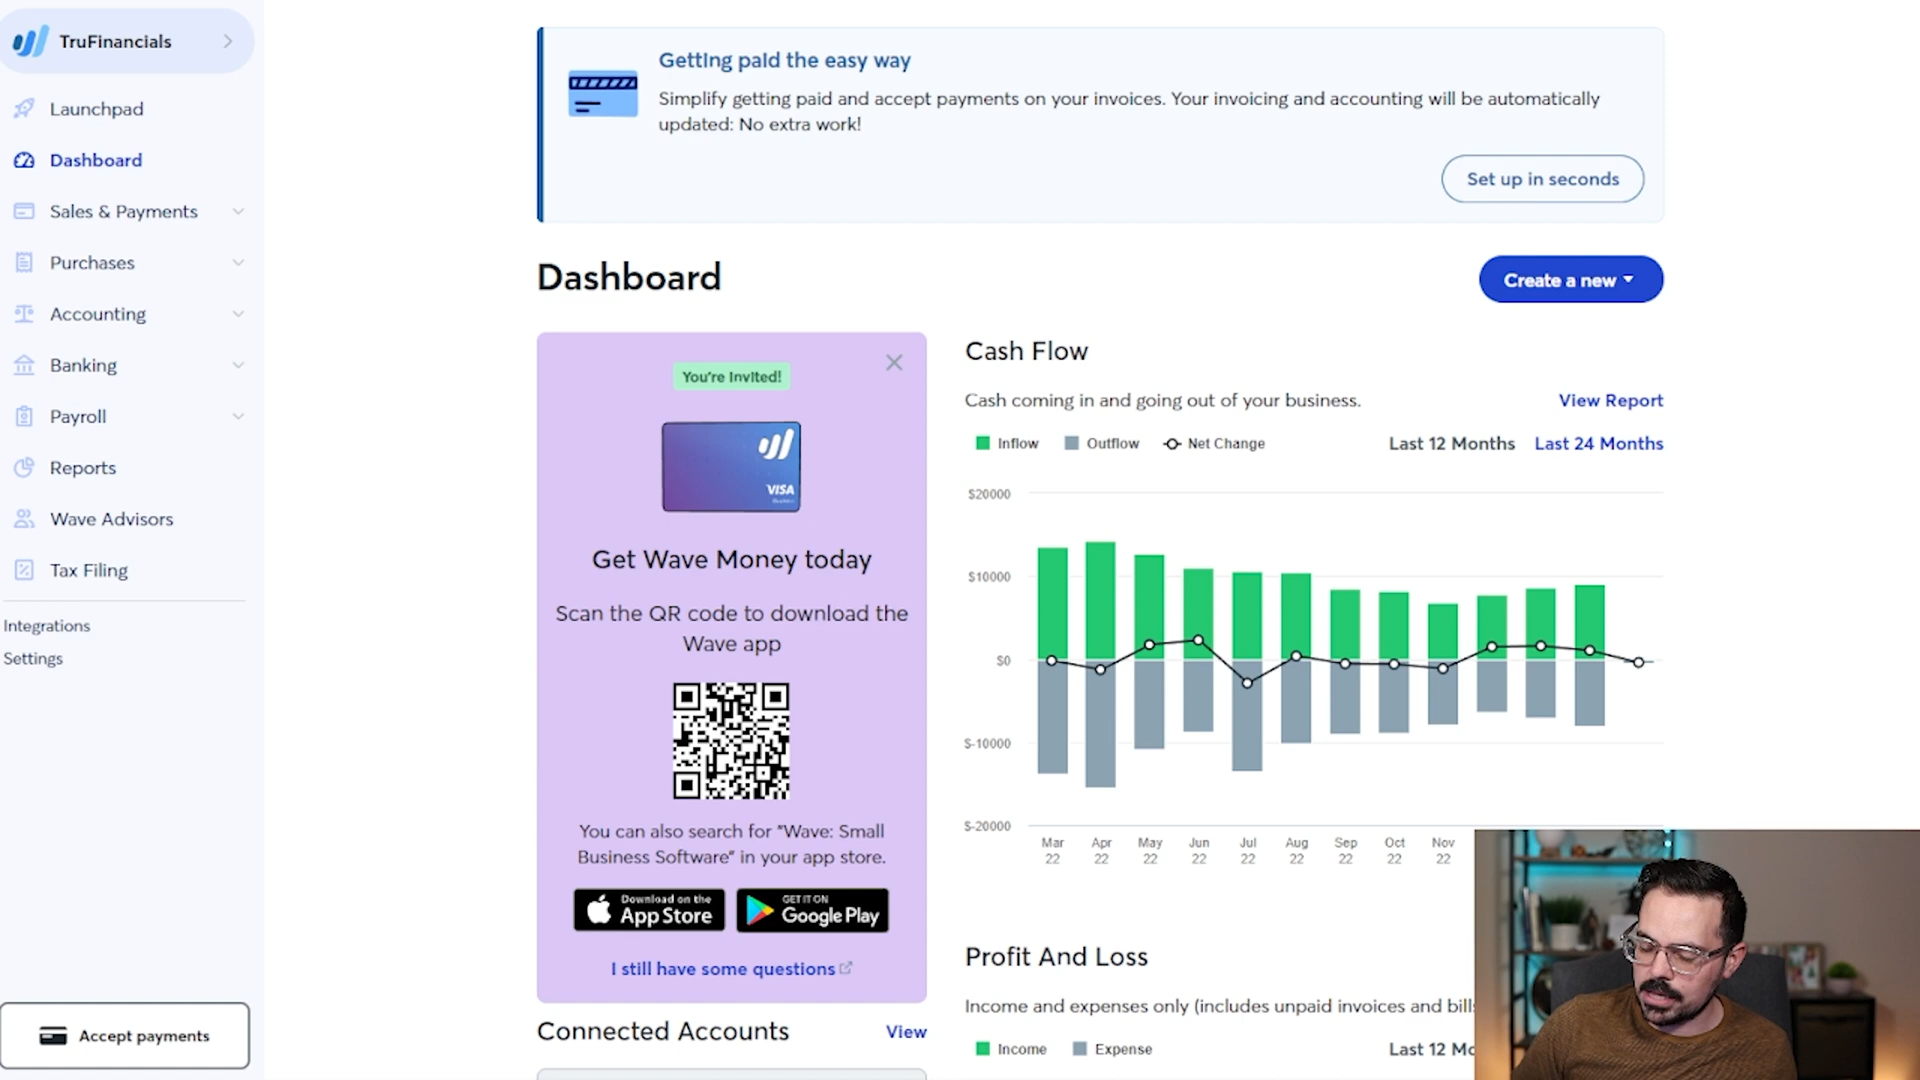 TruFinancials
Launchpad
Dashboard
Sales & Payments
Purchases
Accounting
Banking
Payroll
Reports
Wave Advisors
Tax Filing
Integrations
Settings
Accept payments
Getting paid the easy way
Simplify getting paid and accept payments on your invoices. Your invoicing and accounting will be automatically
updated: No extra work!
Set up in seconds
Dashboard
Create a new
You're Invited!
VISA
Get Wave Money today
Scan the QR code to download the
Wave app
You can also search for "Wave: Small
Business Software" in your app store.
Download on the
App Store
GET IT ON
Google Play
I still have some questions
Connected Accounts
View
Cash Flow
Cash coming in and going out of your business.
View Report
Inflow
Outflow
Net Change
Last 12 Months
Last 24 Months
$20000
$10000
$0
$-10000
$-20000
Mar Apr May Jun Jul Aug Sep Oct Nov
22 22 22 22 22 22 22 22 22
Profit And Loss
Income and expenses only (includes unpaid invoices and bills
Income
Expense
Last 12 Mo